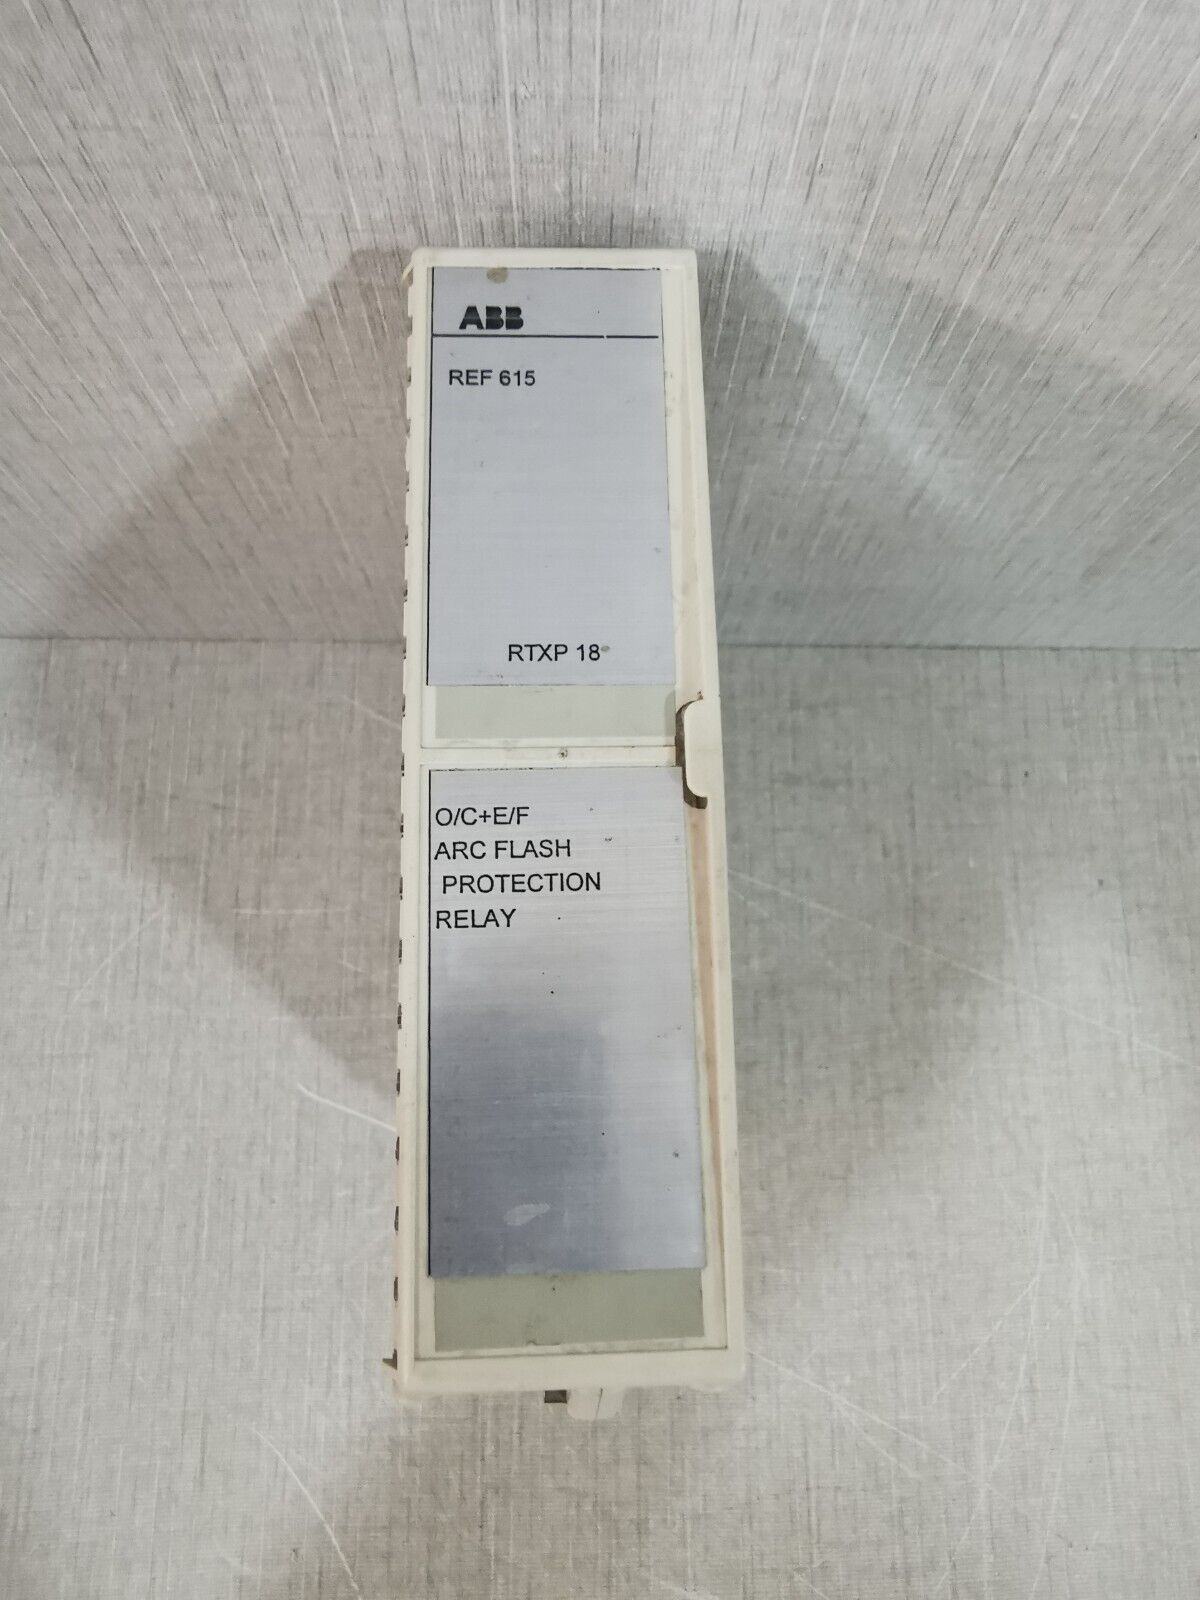 ABB
REF 615
RTXP 18
O/C+E/F
ARC FLASH
PROTECTION
RELAY